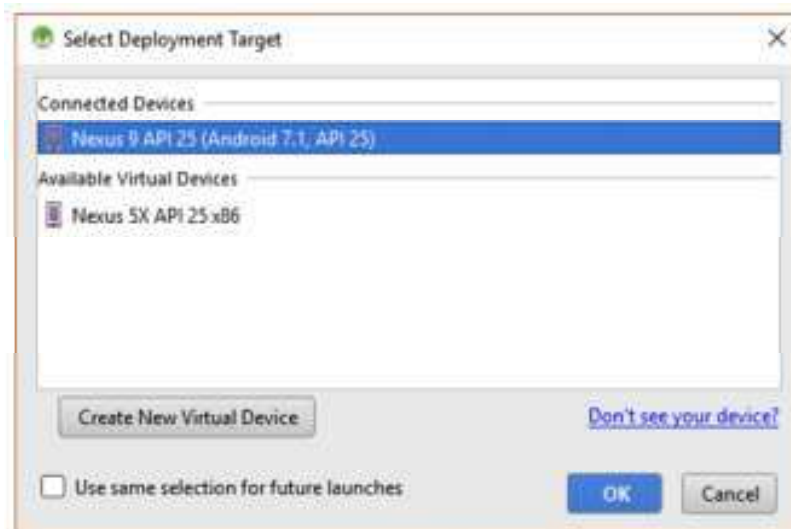 Select Deployment Target
Connected Devices
Nexus 9 API 25 (Android 7.1, API 25)
Available Virtual Devices
Nexus 5X API 25 x86
Create New Virtual Device
Don't see your device?
Use same selection for future launches
OK
Cancel